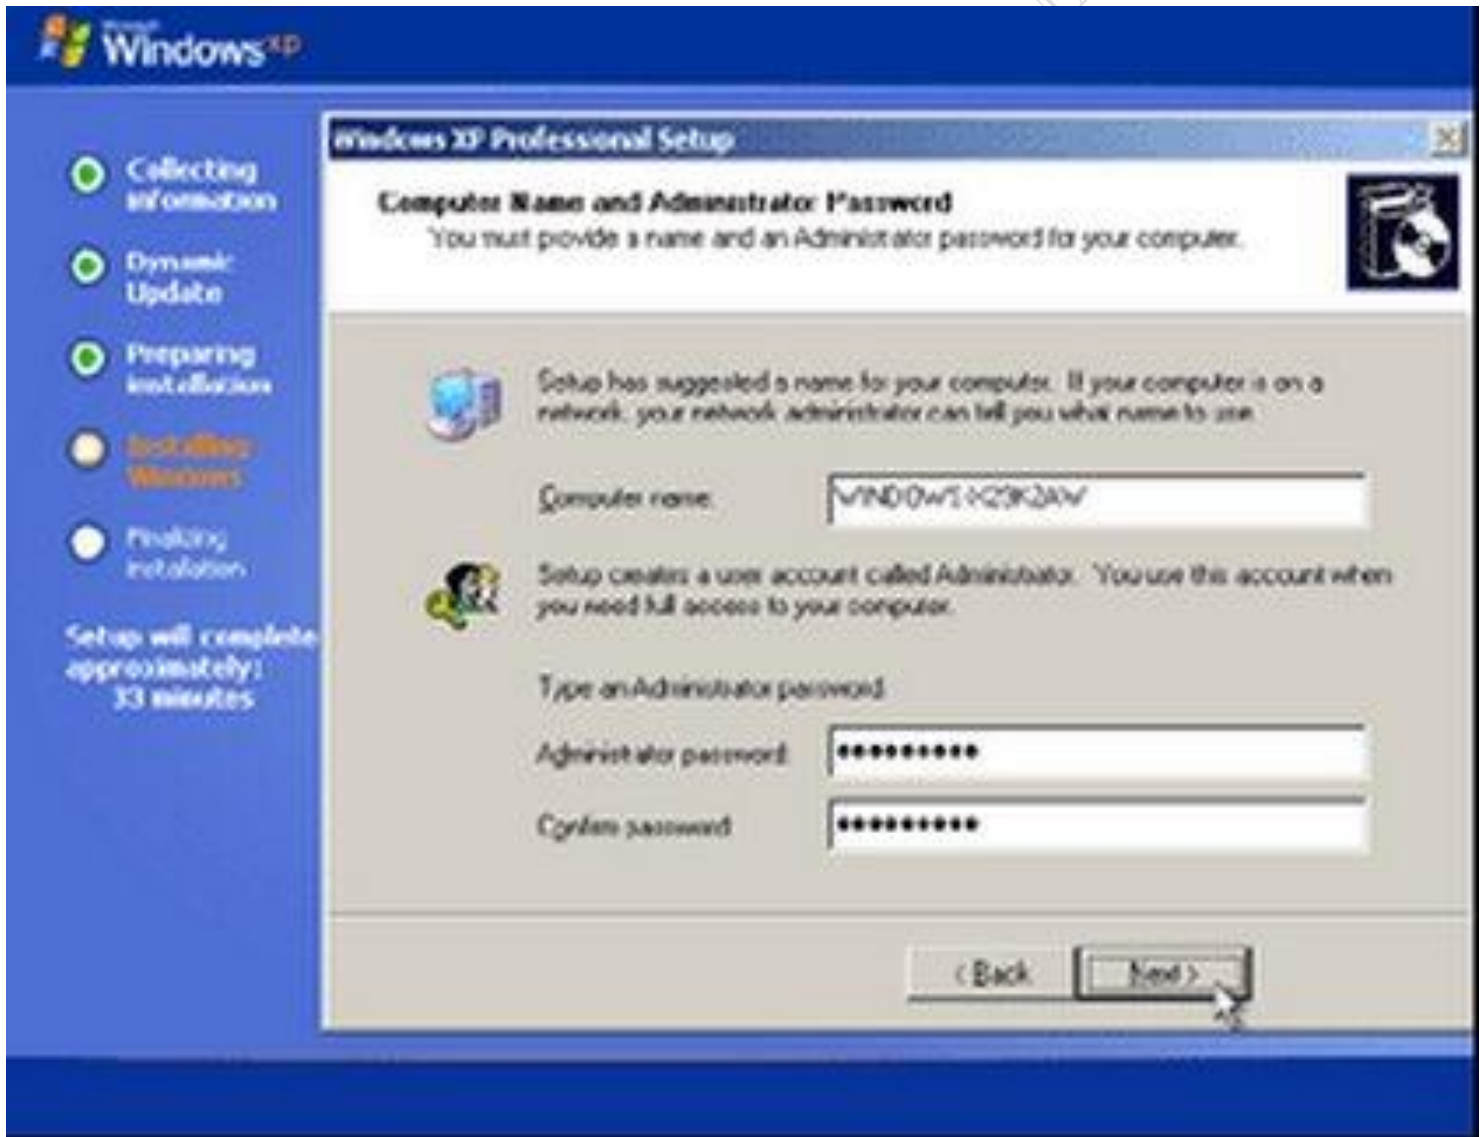 Microsoft
Windows xp
Collecting
information
Dynamic
Update
Preparing
installation
Installing
Windows
Finalizing
installation
Setup will complete
approximately:
33 minutes
Windows XP Professional Setup
Computer Name and Administrator Password
You must provide a name and an Administrator password for your computer.
Setup has suggested a name for your computer. If your computer is on a
network, your network administrator can tell you what name to use.
Computer name:
Setup creates a user account called Administrator. You use this account when
you need full access to your computer.
Type an Administrator password.
Administrator password:
•••••••••
Confirm password:
•••••••••
< Back
Next >